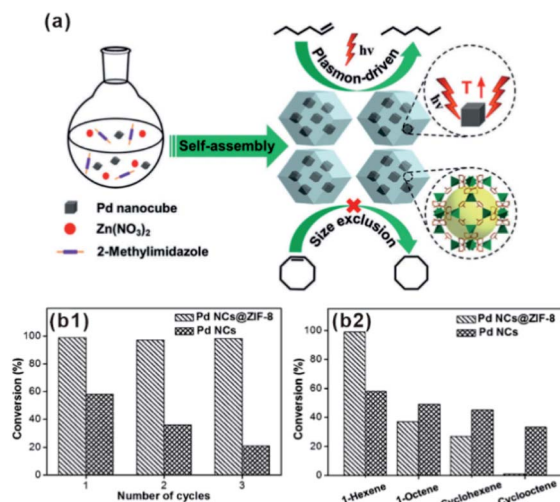 (a)
hv
Plasmon-driven
hv
T
Self-assembly
Pd nanocube
Zn(NO₃)₂
2-Methylimidazole
Size exclusion
(b1)
Pd NCs@ZIF-8
Pd NCs
Conversion (%)
100
80
60
40
20
0
1 2 3
Number of cycles
(b2)
Pd NCs@ZIF-8
Pd NCs
Conversion (%)
100
80
60
40
20
0
1-Hexene 1-Octene Cyclohexene Cyclooctene